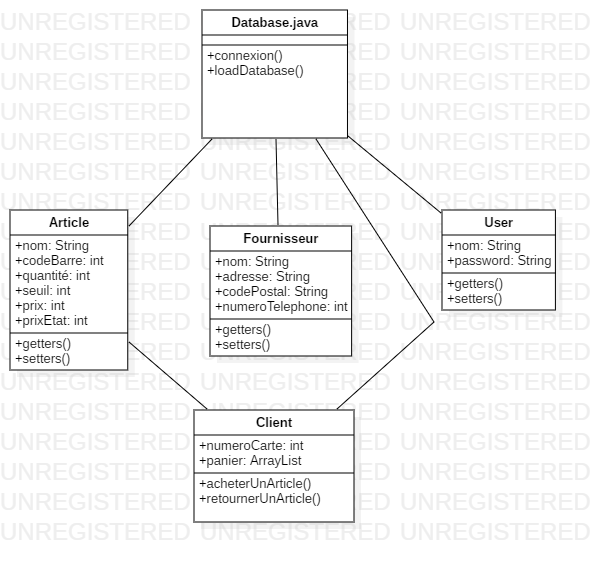 Database.java
+connexion()
+loadDatabase()
Article
+nom: String
+codeBarre: int
+quantité: int
+seuil: int
+prix: int
+prixEtat: int
+getters()
+setters()
Fournisseur
+nom: String
+adresse: String
+codePostal: String
+numeroTelephone: int
+getters()
+setters()
User
+nom: String
+password: String
+getters()
+setters()
Client
+numeroCarte: int
+panier: ArrayList
+acheterUnArticle()
+retournerUnArticle()
UNREGISTERED UNREGISTERED UNREGISTERED